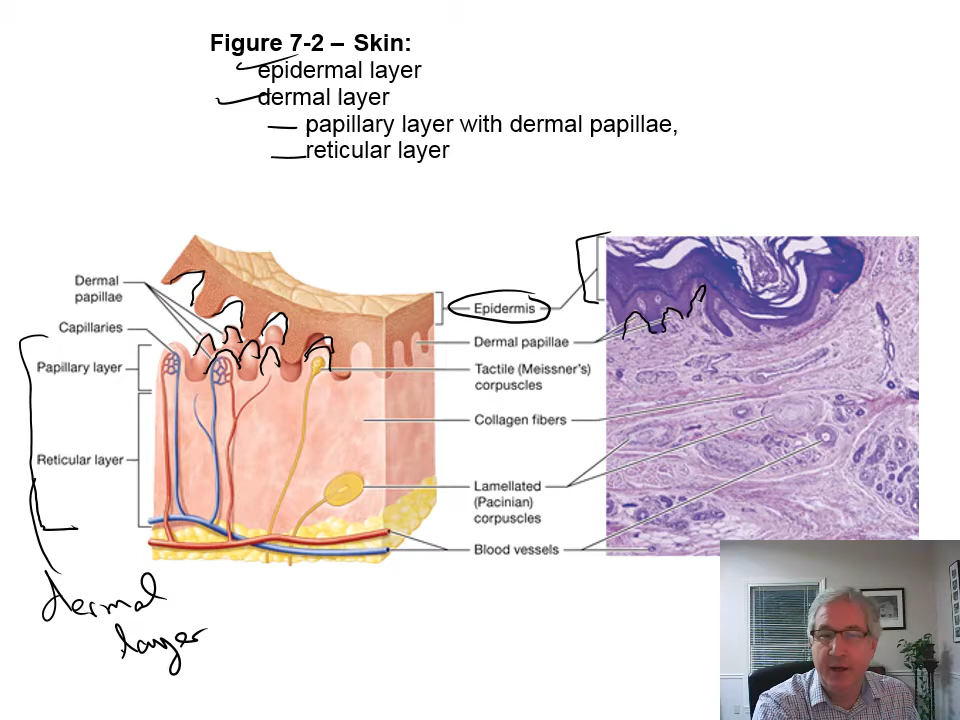 Figure 7-2 – Skin:
epidermal layer
dermal layer
papillary layer with dermal papillae,
reticular layer
Dermal
papillae
Capillaries
Papillary layer
Reticular layer
Epidermis
Dermal papillae
Tactile (Meissner's)
corpuscles
Collagen fibers
Lamellated
(Pacinian)
corpuscles
Blood vessels
dermal
layer